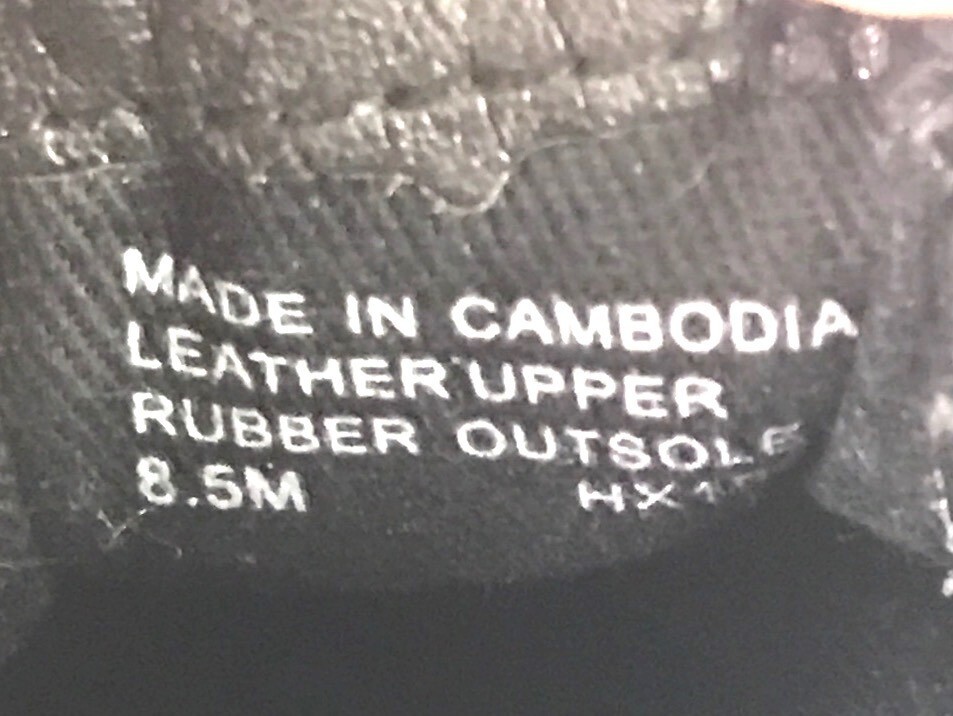 MADE IN CAMBODIA
LEATHER UPPER
RUBBER OUTSOLE
8.5M